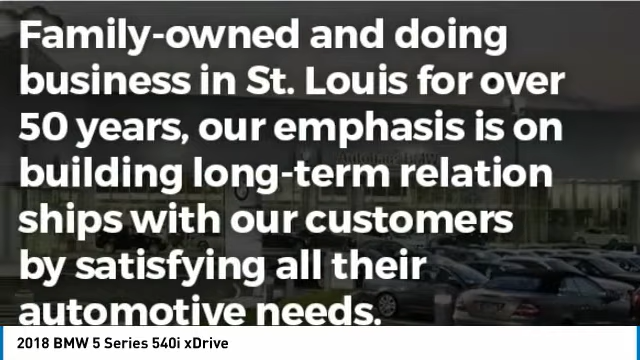 Family-owned and doing
business in St. Louis for over
50 years, our emphasis is on
building long-term relation
ships with our customers
by satisfying all their
automotive needs.
2018 BMW 5 Series 540i xDrive